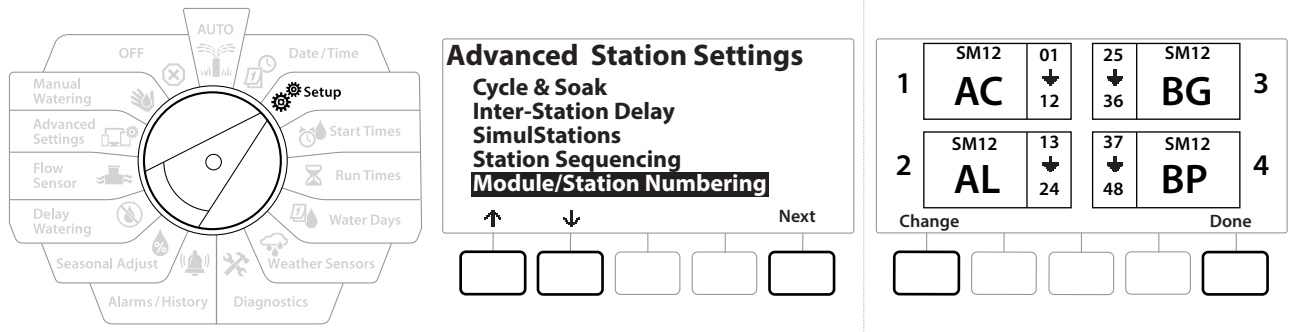 AUTO
OFF
Date / Time
Manual
Watering
Setup
Advanced
Settings
Start Times
Flow
Sensor
Run Times
Delay
Watering
Water Days
%
Seasonal Adjust
Weather Sensors
Alarms / History
Diagnostics
Advanced Station Settings
Cycle & Soak
Inter-Station Delay
SimulStations
Station Sequencing
Module/Station Numbering
Next
1
SM12
AC
01
12
25
36
SM12
BG
3
2
SM12
AL
13
24
37
48
SM12
BP
4
Change
Done